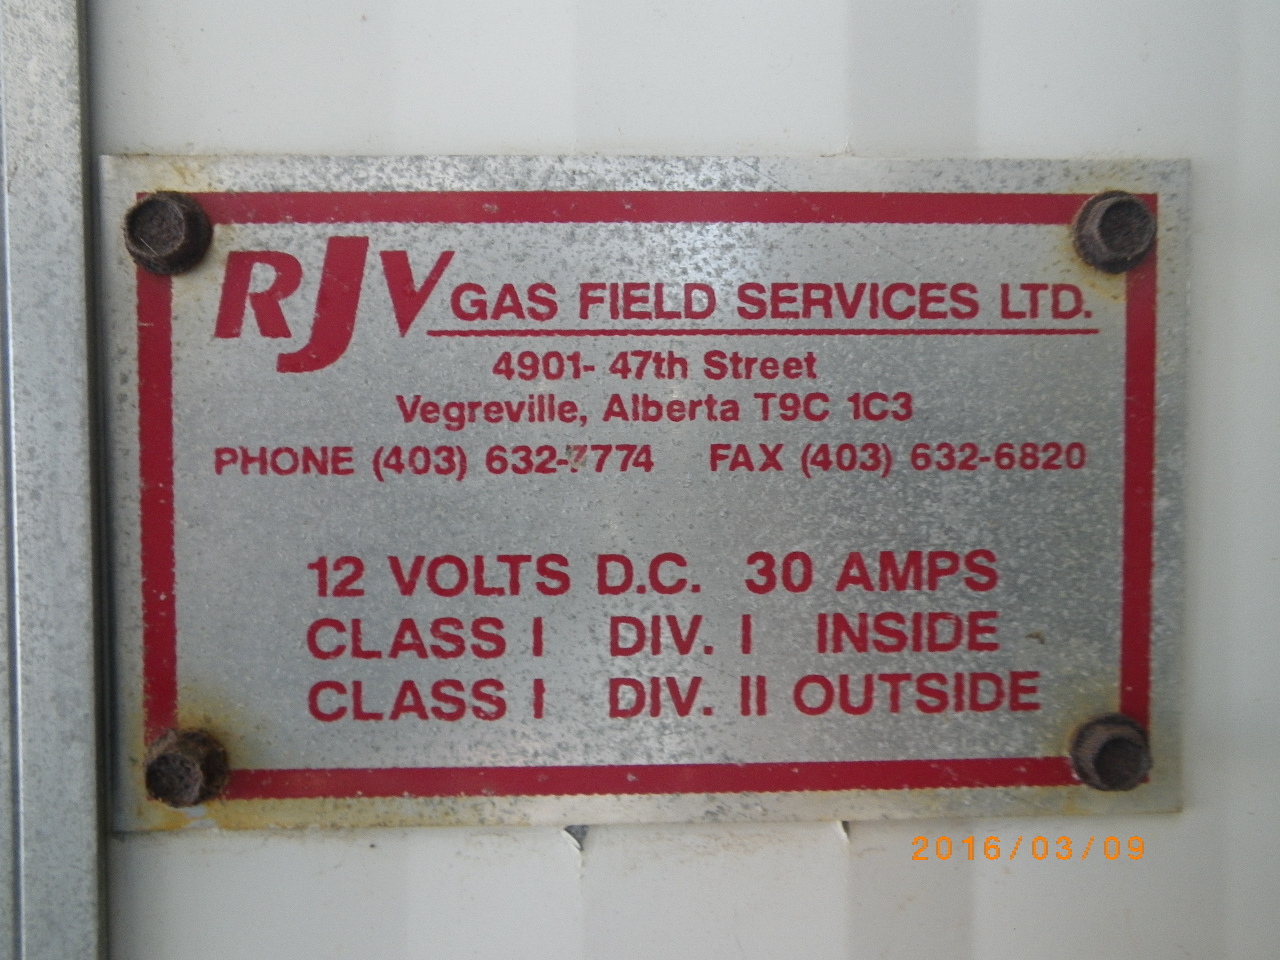 RJV GAS FIELD SERVICES LTD.
4901- 47th Street
Vegreville, Alberta T9C 1C3
PHONE (403) 632-7774 FAX (403) 632-6820
12 VOLTS D.C. 30 AMPS
CLASS I DIV. I INSIDE
CLASS I DIV. II OUTSIDE
2016/03/09